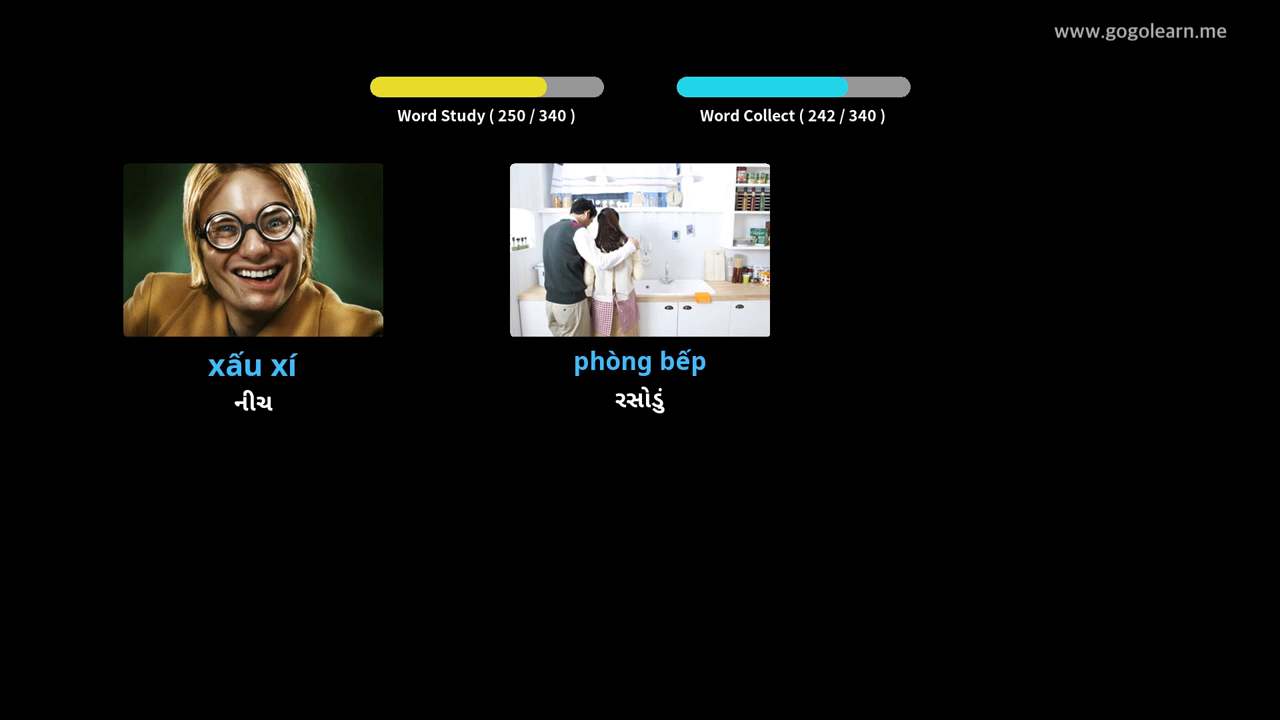 www.gogolearn.me
Word Study ( 250 / 340 )
Word Collect ( 242 / 340 )
xấu xí
નીચ
phòng bếp
રસોડું